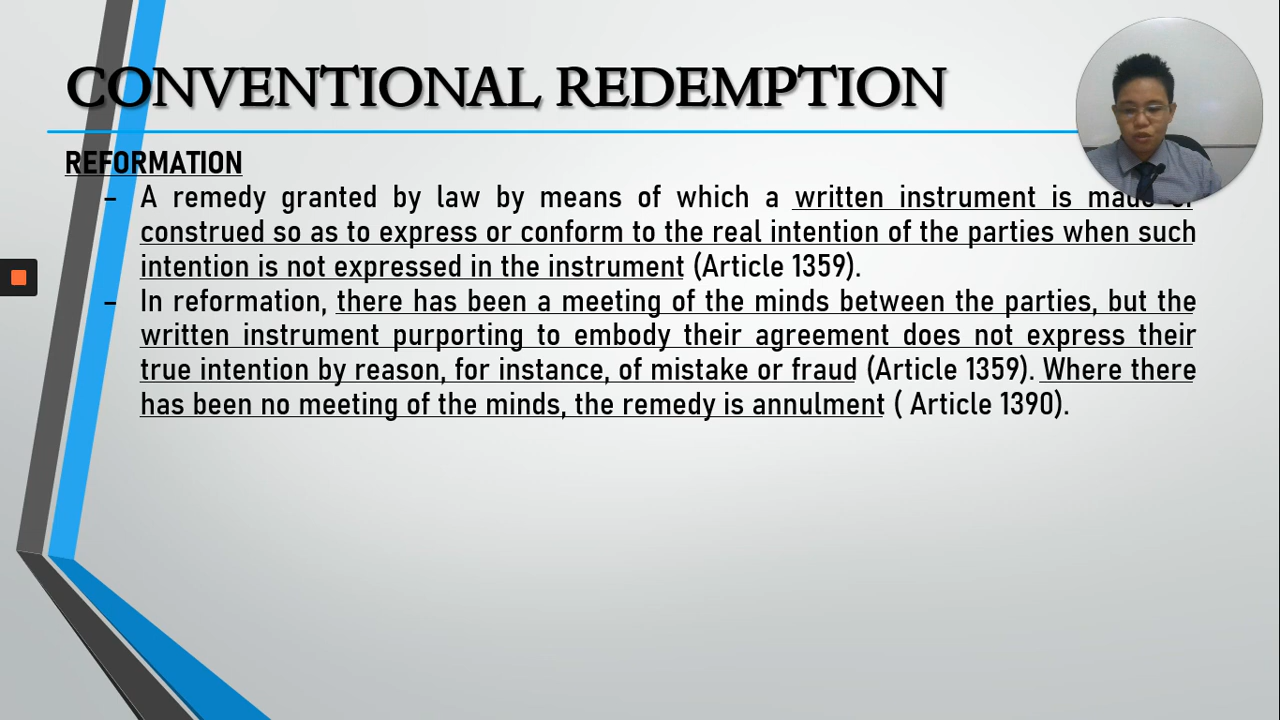 CONVENTIONAL REDEMPTION
REFORMATION
– A remedy granted by law by means of which a written instrument is made or
construed so as to express or conform to the real intention of the parties when such
intention is not expressed in the instrument (Article 1359).
– In reformation, there has been a meeting of the minds between the parties, but the
written instrument purporting to embody their agreement does not express their
true intention by reason, for instance, of mistake or fraud (Article 1359). Where there
has been no meeting of the minds, the remedy is annulment ( Article 1390).